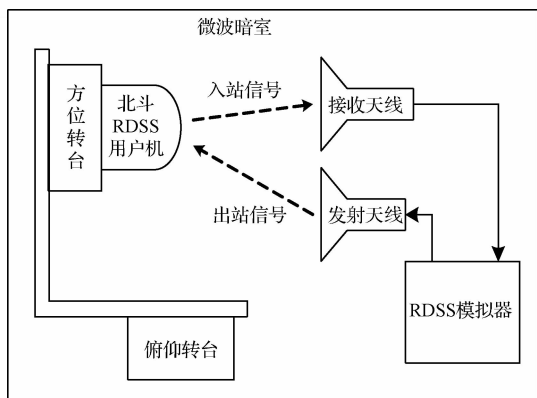 微波暗室
方位转台
北斗
RDSS
用户机
入站信号
接收天线
出站信号
发射天线
RDSS模拟器
俯仰转台